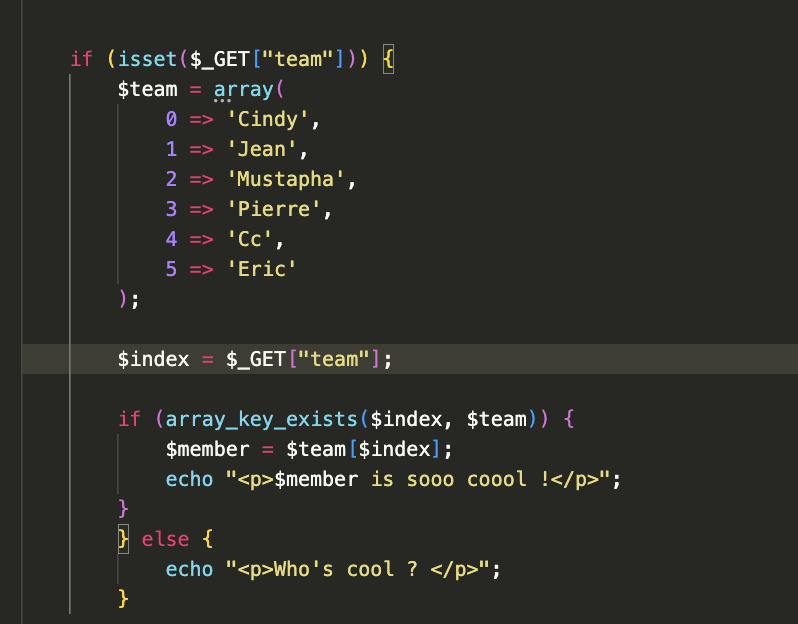 if (isset($_GET["team"])) {
$team = array(
0 => 'Cindy',
1 => 'Jean',
2 => 'Mustapha',
3 => 'Pierre',
4 => 'Cc',
5 => 'Eric'
);
$index = $_GET["team"];
if (array_key_exists($index, $team)) {
$member = $team[$index];
echo "<p>$member is sooo coool !</p>";
}
} else {
echo "<p>Who's cool ? </p>";
}